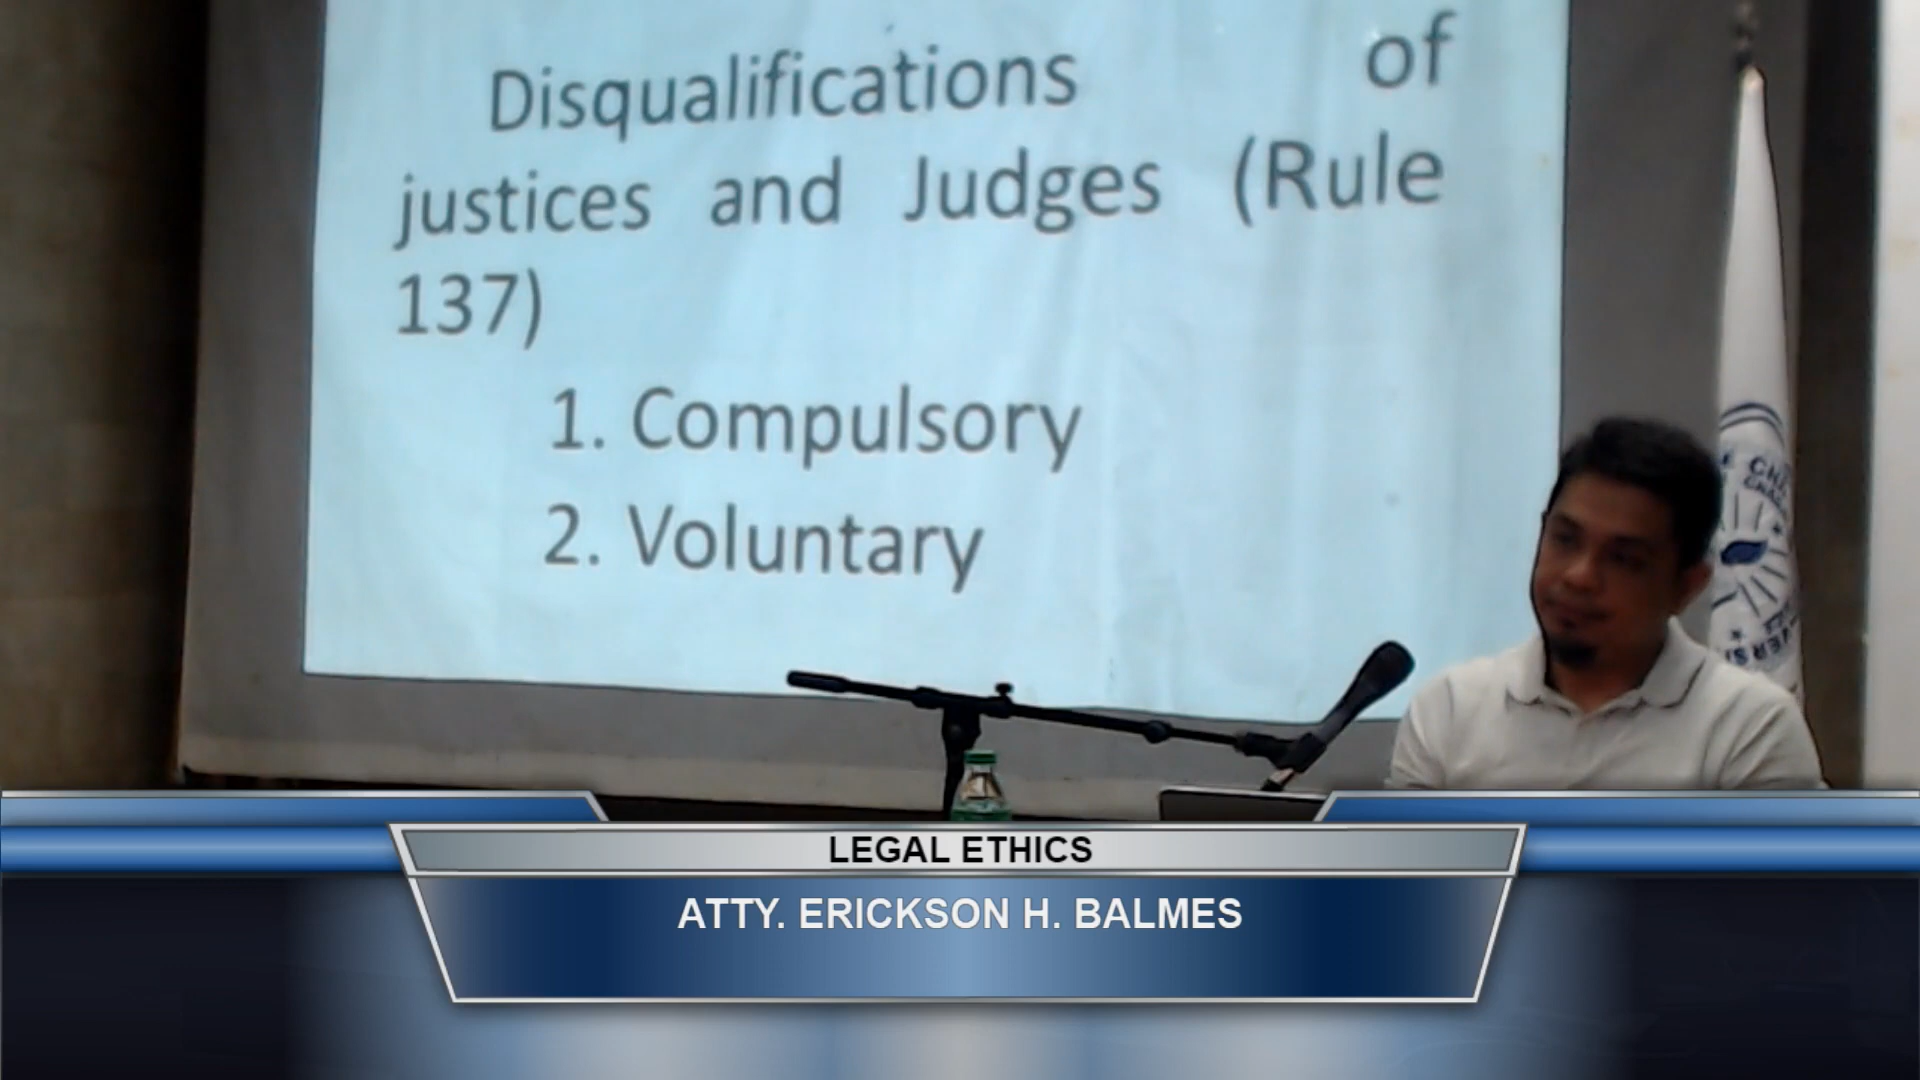 Disqualifications of
justices and Judges (Rule
137)
1. Compulsory
2. Voluntary
LEGAL ETHICS
ATTY. ERICKSON H. BALMES